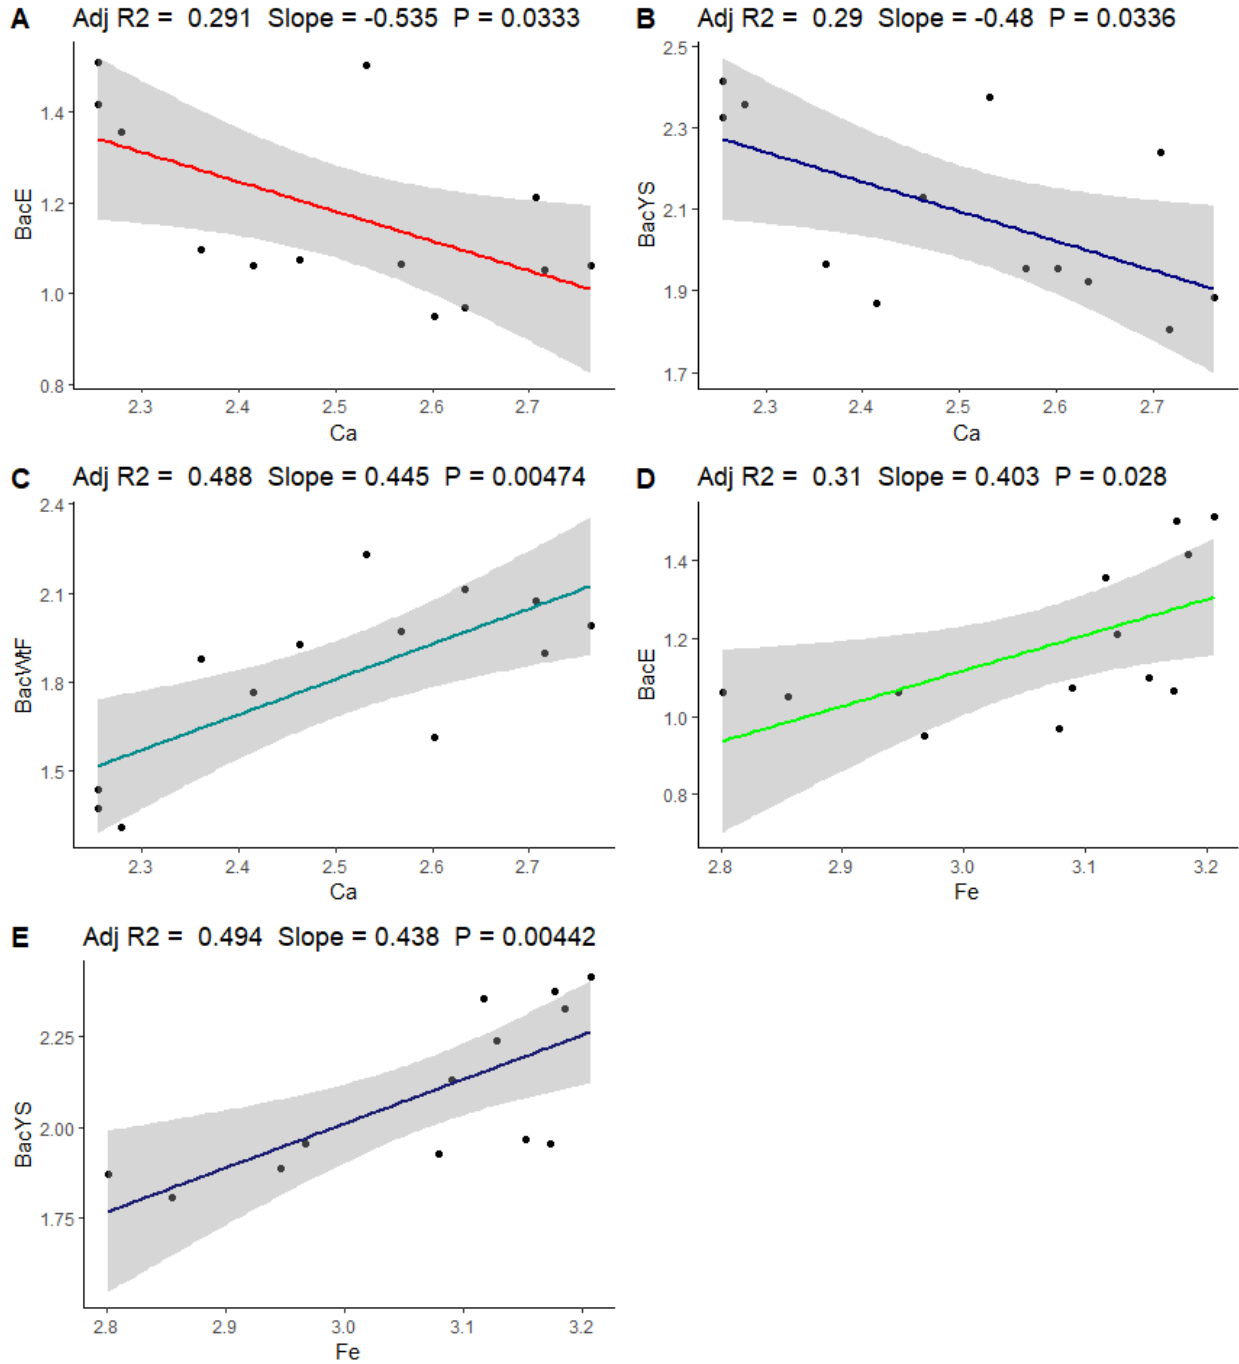 A Adj R2 = 0.291 Slope = -0.535 P = 0.0333
BacE
1.4
1.2
1.0
0.8
2.3 2.4 2.5 2.6 2.7
Ca
B Adj R2 = 0.29 Slope = -0.48 P = 0.0336
BacYS
2.5
2.3
2.1
1.9
1.7
2.3 2.4 2.5 2.6 2.7
Ca
C Adj R2 = 0.488 Slope = 0.445 P = 0.00474
BacWtF
2.4
2.1
1.8
1.5
2.3 2.4 2.5 2.6 2.7
Ca
D Adj R2 = 0.31 Slope = 0.403 P = 0.028
BacE
1.4
1.2
1.0
0.8
2.8 2.9 3.0 3.1 3.2
Fe
E Adj R2 = 0.494 Slope = 0.438 P = 0.00442
BacYS
2.25
2.00
1.75
2.8 2.9 3.0 3.1 3.2
Fe